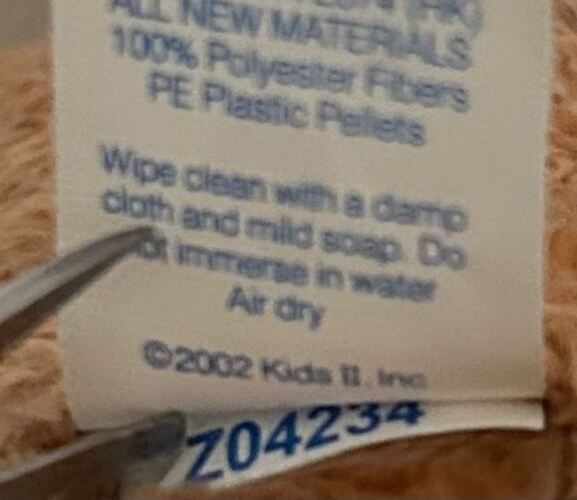 ALL NEW MATERIALS
100% Polyester Fibers
PE Plastic Pellets
Wipe clean with a damp
cloth and mild soap. Do
immerse in water
Air dry
©2002 Kids II, Inc
Z04234